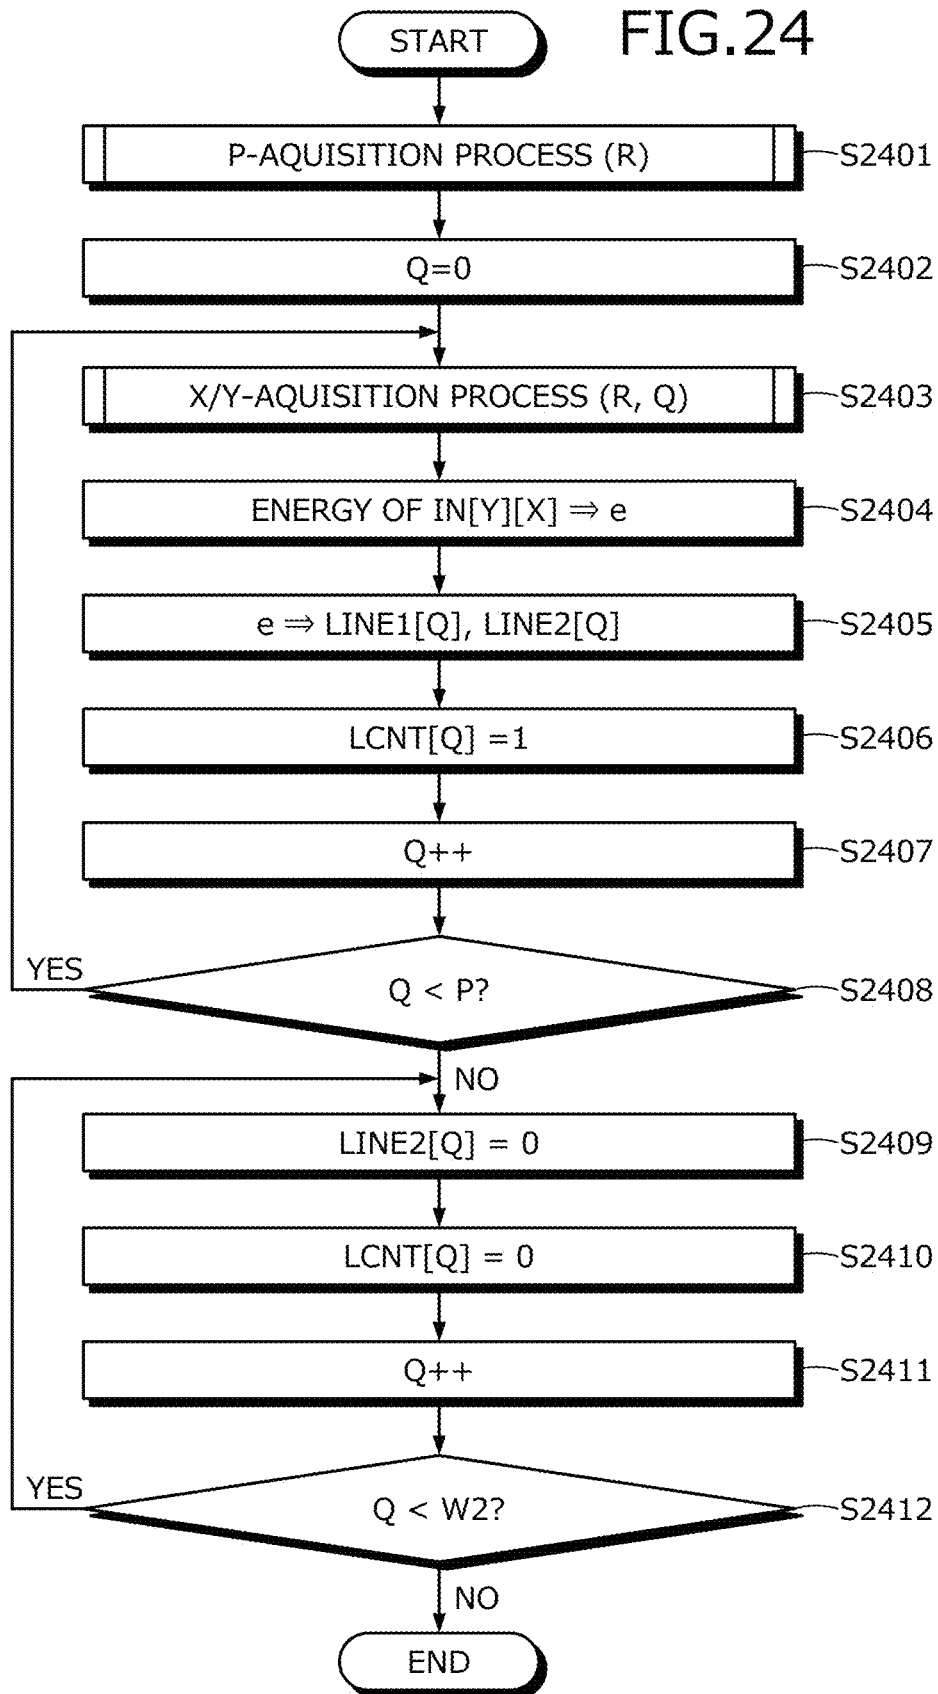 FIG.24
START
P-AQUISITION PROCESS (R)
S2401
Q=0
S2402
X/Y-AQUISITION PROCESS (R, Q)
S2403
ENERGY OF IN[Y][X] ⇒ e
S2404
e ⇒ LINE1[Q], LINE2[Q]
S2405
LCNT[Q] =1
S2406
Q++
S2407
YES
Q < P?
S2408
NO
LINE2[Q] = 0
S2409
LCNT[Q] = 0
S2410
Q++
S2411
YES
Q < W2?
S2412
NO
END